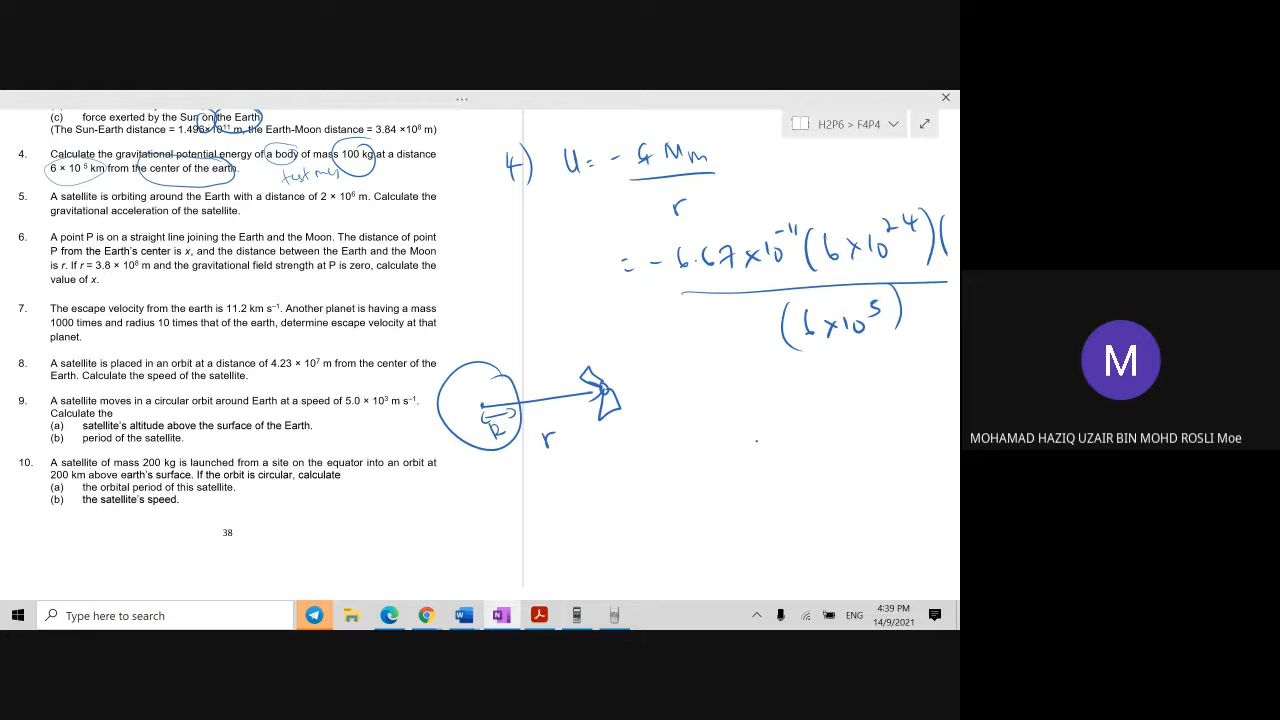 (c) force exerted by the Sun on the Earth
(The Sun-Earth distance = 1.496×10¹¹ m, the Earth-Moon distance = 3.84 ×10⁸ m)
H2P6 > F4P4
4. Calculate the gravitational potential energy of a body of mass 100 kg at a distance
6 × 10 ⁵ km from the center of the earth.
test mass
5. A satellite is orbiting around the Earth with a distance of 2 × 10⁶ m. Calculate the
gravitational acceleration of the satellite.
6. A point P is on a straight line joining the Earth and the Moon. The distance of point
P from the Earth's center is x, and the distance between the Earth and the Moon
is r. If r = 3.8 × 10⁸ m and the gravitational field strength at P is zero, calculate the
value of x.
7. The escape velocity from the earth is 11.2 km s⁻¹. Another planet is having a mass
1000 times and radius 10 times that of the earth, determine escape velocity at that
planet.
8. A satellite is placed in an orbit at a distance of 4.23 × 10⁷ m from the center of the
Earth. Calculate the speed of the satellite.
9. A satellite moves in a circular orbit around Earth at a speed of 5.0 × 10³ m s⁻¹.
Calculate the
(a) satellite's altitude above the surface of the Earth.
(b) period of the satellite.
10. A satellite of mass 200 kg is launched from a site on the equator into an orbit at
200 km above earth's surface. If the orbit is circular, calculate
(a) the orbital period of this satellite.
(b) the satellite's speed.
38
4) U = - G M m
r
= - 6.67 × 10⁻¹¹ (6 × 10²⁴) (
(6 × 10⁵)
R
r
M
MOHAMAD HAZIQ UZAIR BIN MOHD ROSLI Moe
Type here to search
ENG
4:39 PM
14/9/2021